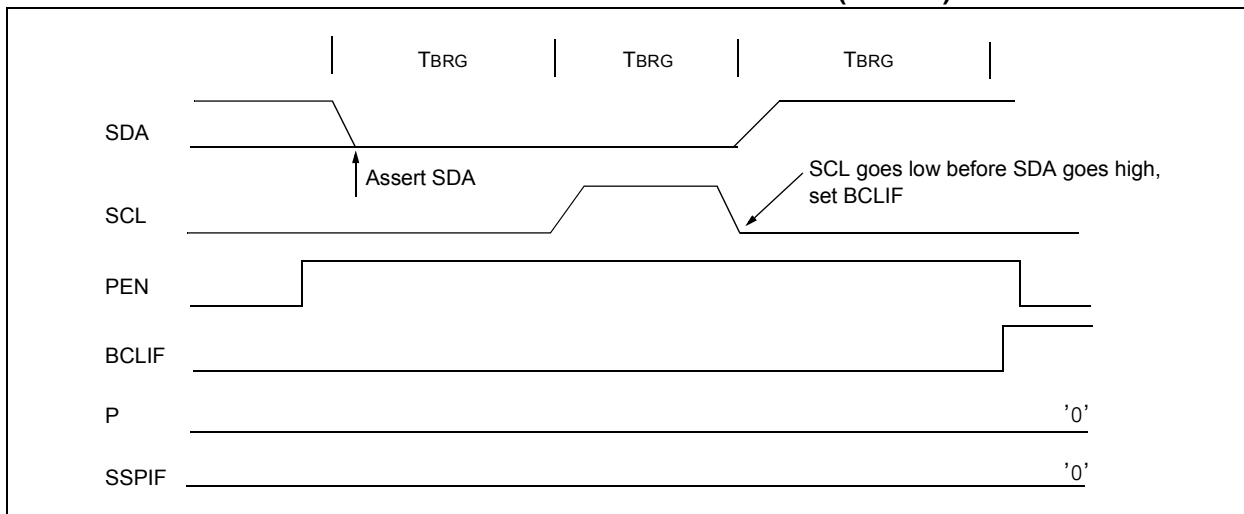 TBRG TBRG TBRG
SDA
Assert SDA
SCL goes low before SDA goes high,
set BCLIF
SCL
PEN
BCLIF
P '0'
SSPIF '0'